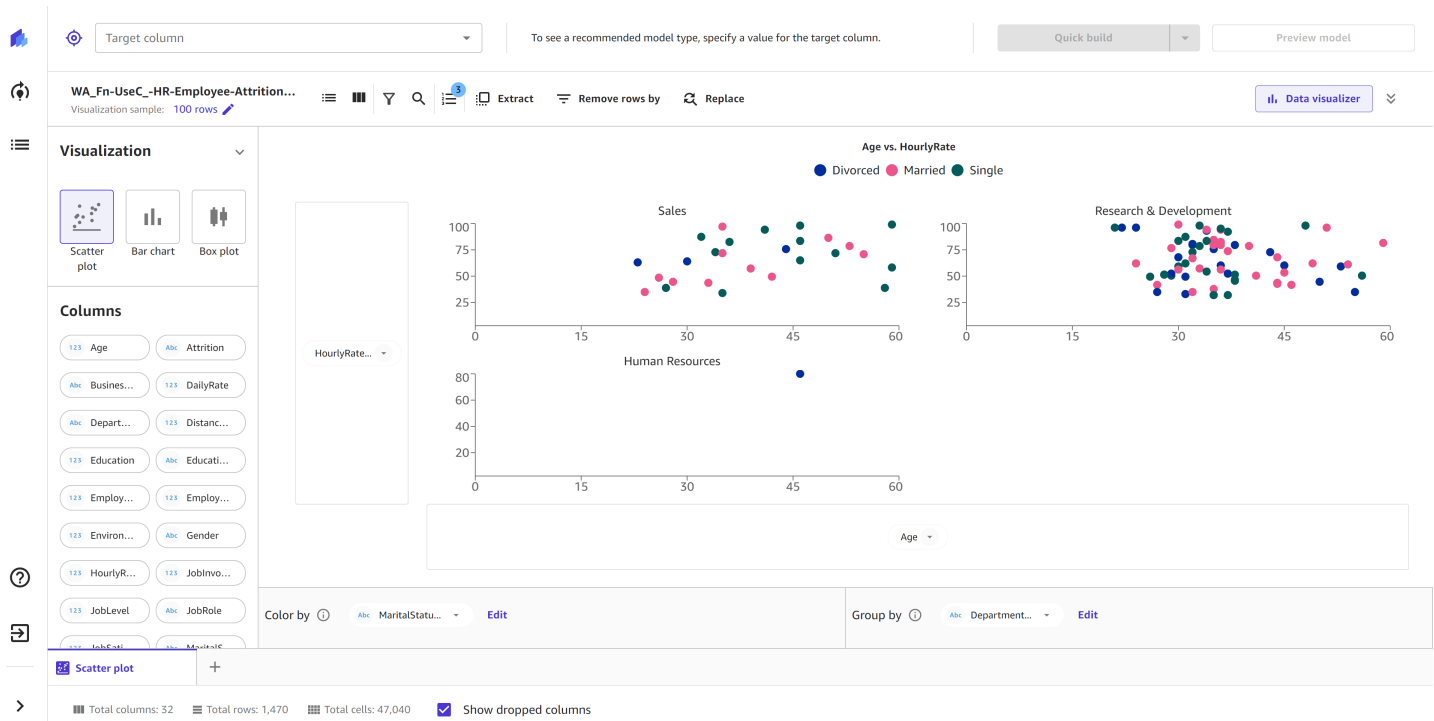 Target column
To see a recommended model type, specify a value for the target column.
Quick build
Preview model
WA_Fn-UseC_-HR-Employee-Attrition...
Visualization sample: 100 rows
3
Extract
Remove rows by
Replace
Data visualizer
Visualization
Scatter plot
Bar chart
Box plot
Columns
123 Age
Abc Attrition
Abc Busines...
123 DailyRate
Abc Depart...
123 Distanc...
123 Education
Abc Educati...
123 Employ...
123 Employ...
123 Environ...
Abc Gender
123 HourlyR...
123 JobInvo...
123 JobLevel
Abc JobRole
123 JobSati...
Abc MaritalS...
Age vs. HourlyRate
Divorced Married Single
Sales
100
75
50
25
0 15 30 45 60
Research & Development
100
75
50
25
0 15 30 45 60
HourlyRate...
Human Resources
80
60
40
20
0 15 30 45 60
Age
Color by
Abc MaritalStatu...
Edit
Group by
Abc Department...
Edit
Scatter plot
Total columns: 32
Total rows: 1,470
Total cells: 47,040
Show dropped columns